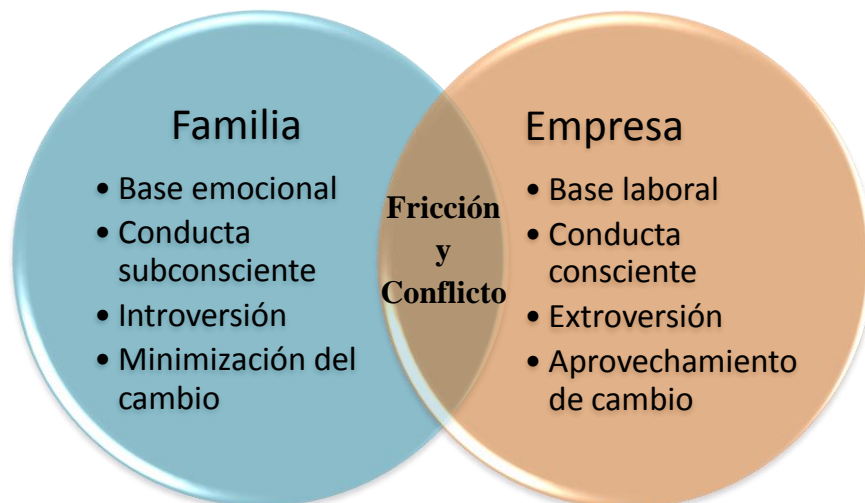 Familia
• Base emocional
• Conducta
subconsciente
• Introversión
• Minimización del
cambio
Fricción
y
Conflicto
Empresa
• Base laboral
• Conducta
consciente
• Extroversión
• Aprovechamiento
de cambio